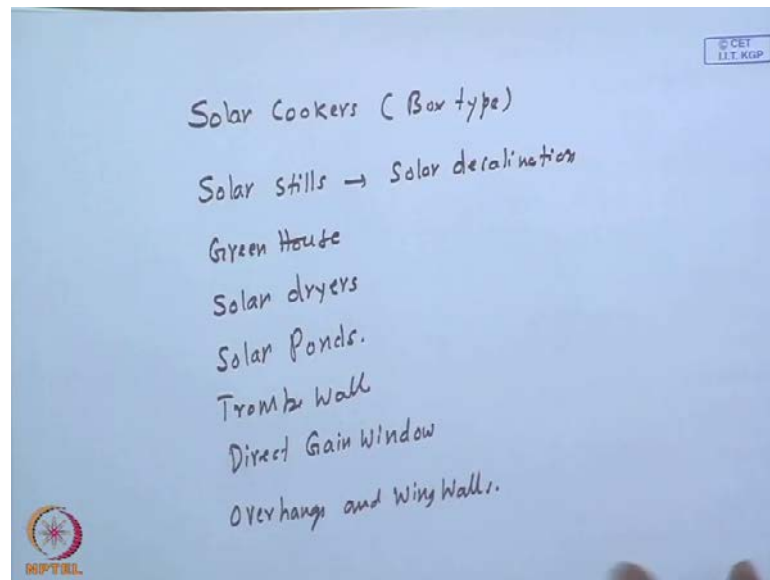 © CET
I.I.T. KGP
Solar Cookers ( Box type)
Solar stills → Solar desalination
Green House
Solar dryers
Solar Ponds.
Trombe Wall
Direct Gain Window
Overhangs and Wing Walls.
NPTEL